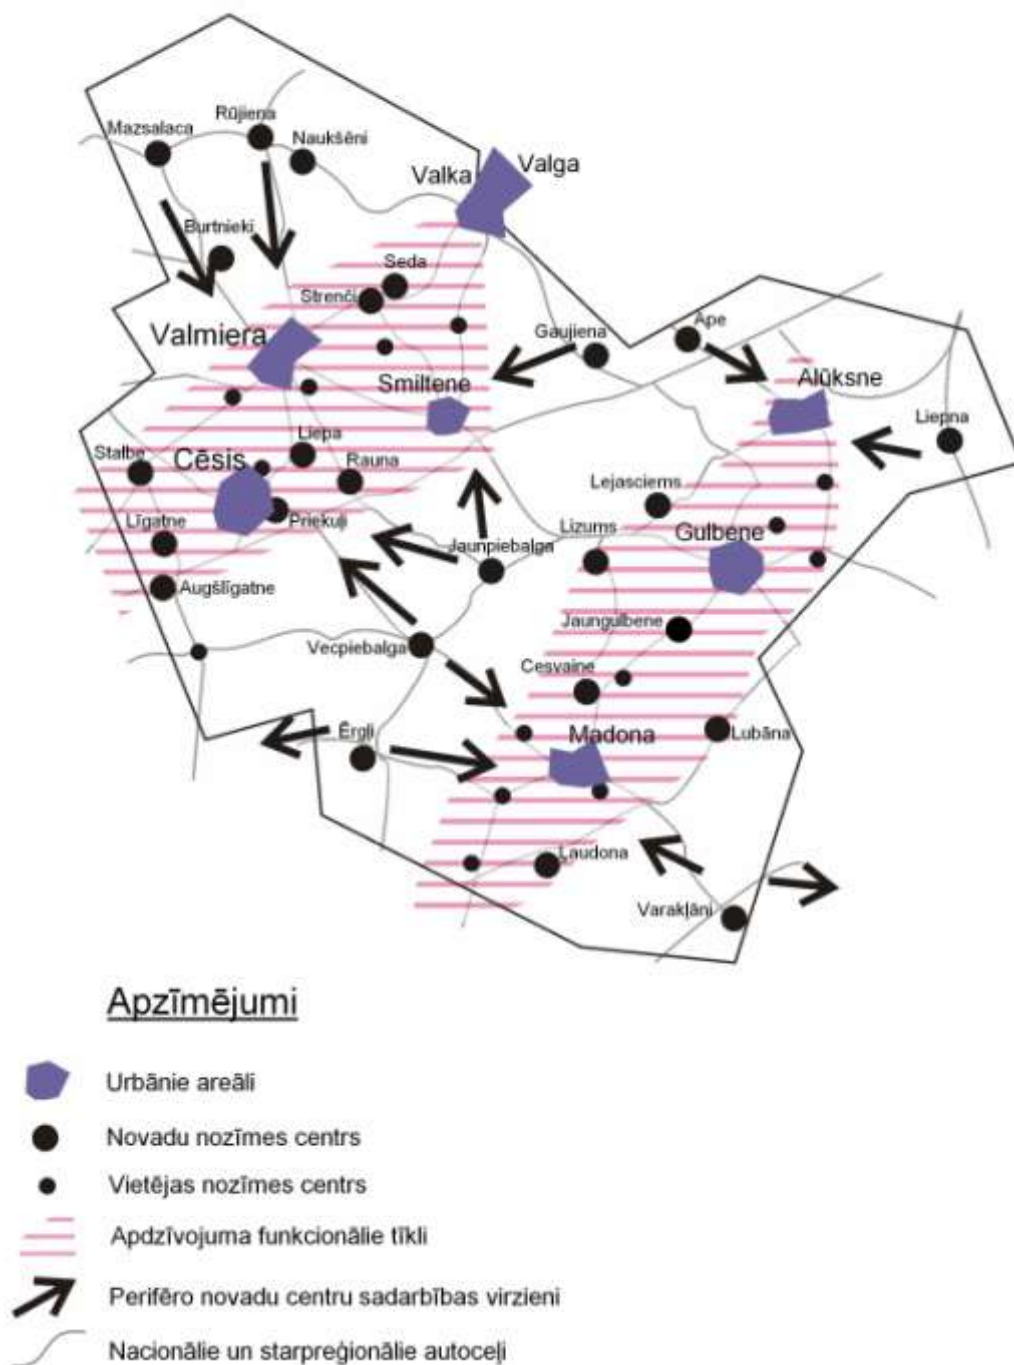 Rūjiena
Mazsalaca
Naukšēni
Valga
Valka
Burtnieki
Seda
Strenči
Ape
Gaujiena
Valmiera
Alūksne
Smiltene
Liepna
Liepa
Stalbe
Cēsis
Rauna
Lejasciems
Līgatne
Priekuļi
Lizums
Gulbene
Jaunpiebalga
Augšlīgatne
Jaungulbene
Vecpiebalga
Cesvaine
Ērgļi
Madona
Lubāna
Ļaudona
Varakļāni
Apzīmējumi
Urbānie areāli
Novadu nozīmes centrs
Vietējas nozīmes centrs
Apdzīvojuma funkcionālie tīkli
Perifēro novadu centru sadarbības virzieni
Nacionālie un starpreģionālie autoceļi